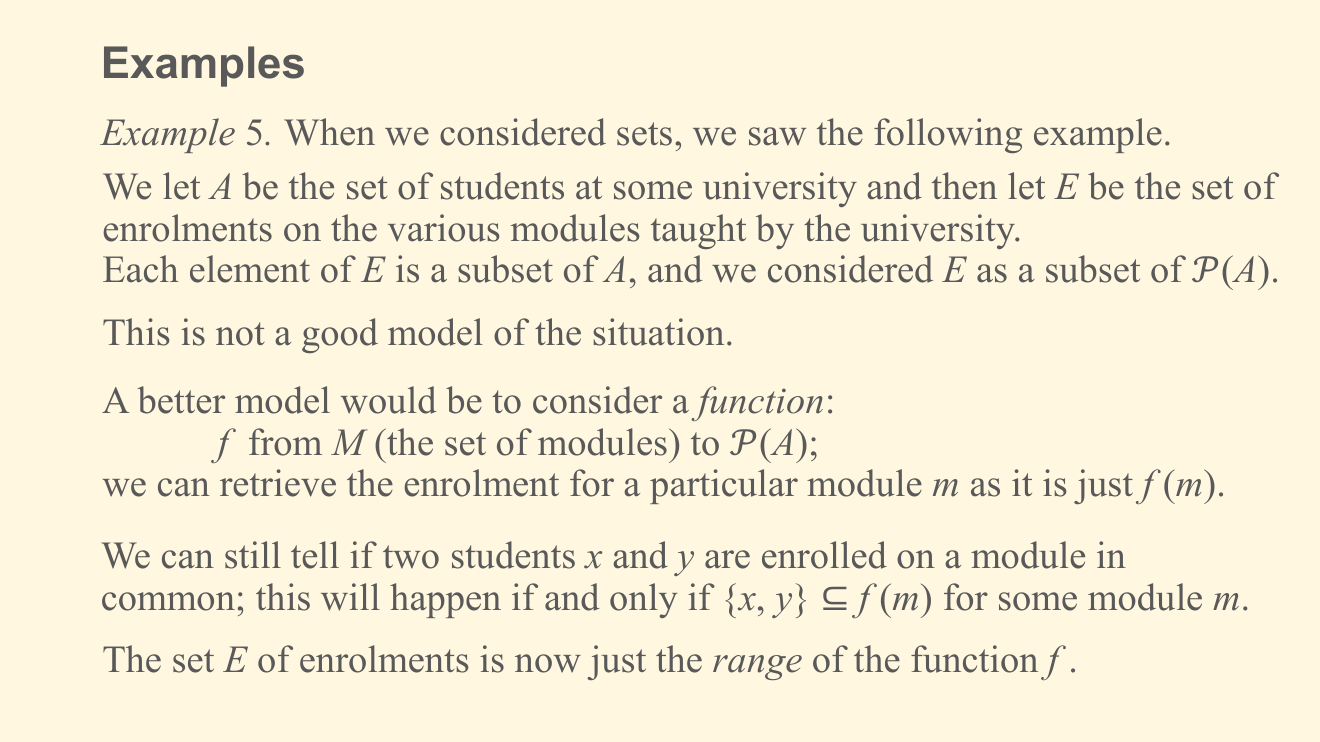 Examples
Example 5. When we considered sets, we saw the following example.
We let A be the set of students at some university and then let E be the set of
enrolments on the various modules taught by the university.
Each element of E is a subset of A, and we considered E as a subset of 𝒫(A).
This is not a good model of the situation.
A better model would be to consider a function:
f from M (the set of modules) to 𝒫(A);
we can retrieve the enrolment for a particular module m as it is just f (m).
We can still tell if two students x and y are enrolled on a module in
common; this will happen if and only if {x, y} ⊆ f (m) for some module m.
The set E of enrolments is now just the range of the function f .